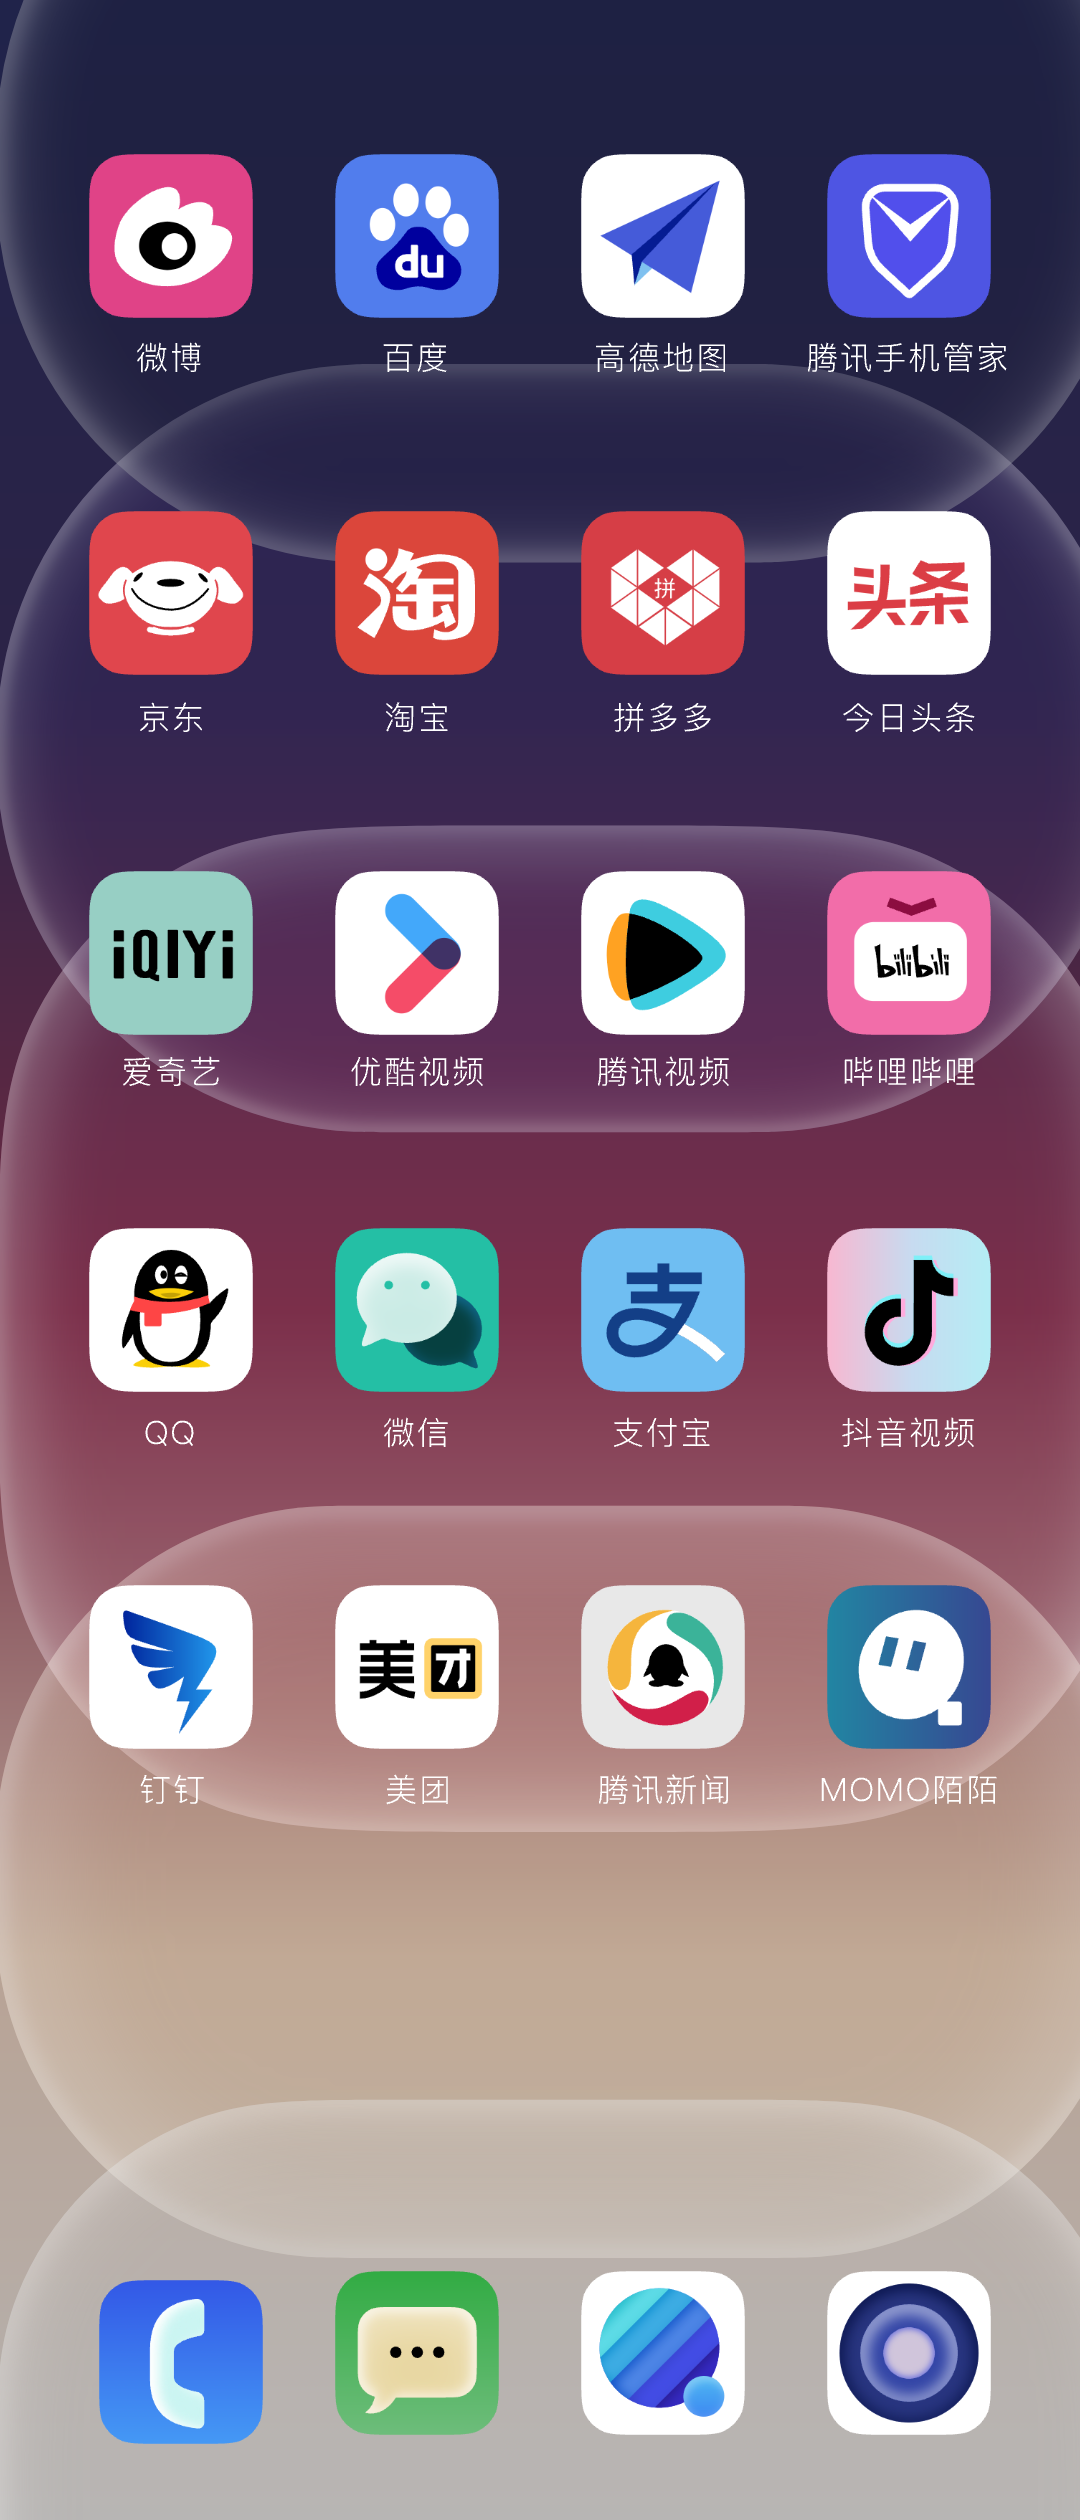 du
微博 百度 高德地图 腾讯手机管家
淘 拼 头条
京东 淘宝 拼多多 今日头条
iQIYI bilibili
爱奇艺 优酷视频 腾讯视频 哔哩哔哩
支
QQ 微信 支付宝 抖音视频
美团
钉钉 美团 腾讯新闻 MOMO陌陌